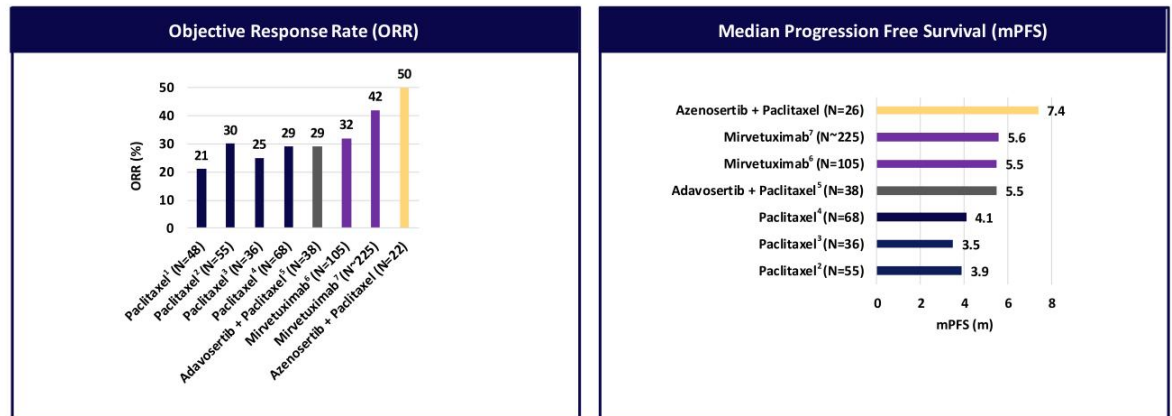 Objective Response Rate (ORR)
50
40
30
20
10
0
ORR (%)
21
30
25
29
29
32
42
50
Paclitaxel¹ (N=48)
Paclitaxel² (N=55)
Paclitaxel³ (N=36)
Paclitaxel⁴ (N=68)
Adavosertib + Paclitaxel⁵ (N=38)
Mirvetuximab⁶ (N=105)
Mirvetuximab⁷ (N~225)
Azenosertib + Paclitaxel (N=22)
Median Progression Free Survival (mPFS)
Azenosertib + Paclitaxel (N=26) 7.4
Mirvetuximab⁷ (N~225) 5.6
Mirvetuximab⁶ (N=105) 5.5
Adavosertib + Paclitaxel⁵ (N=38) 5.5
Paclitaxel⁴ (N=68) 4.1
Paclitaxel³ (N=36) 3.5
Paclitaxel² (N=55) 3.9
0 2 4 6 8
mPFS (m)